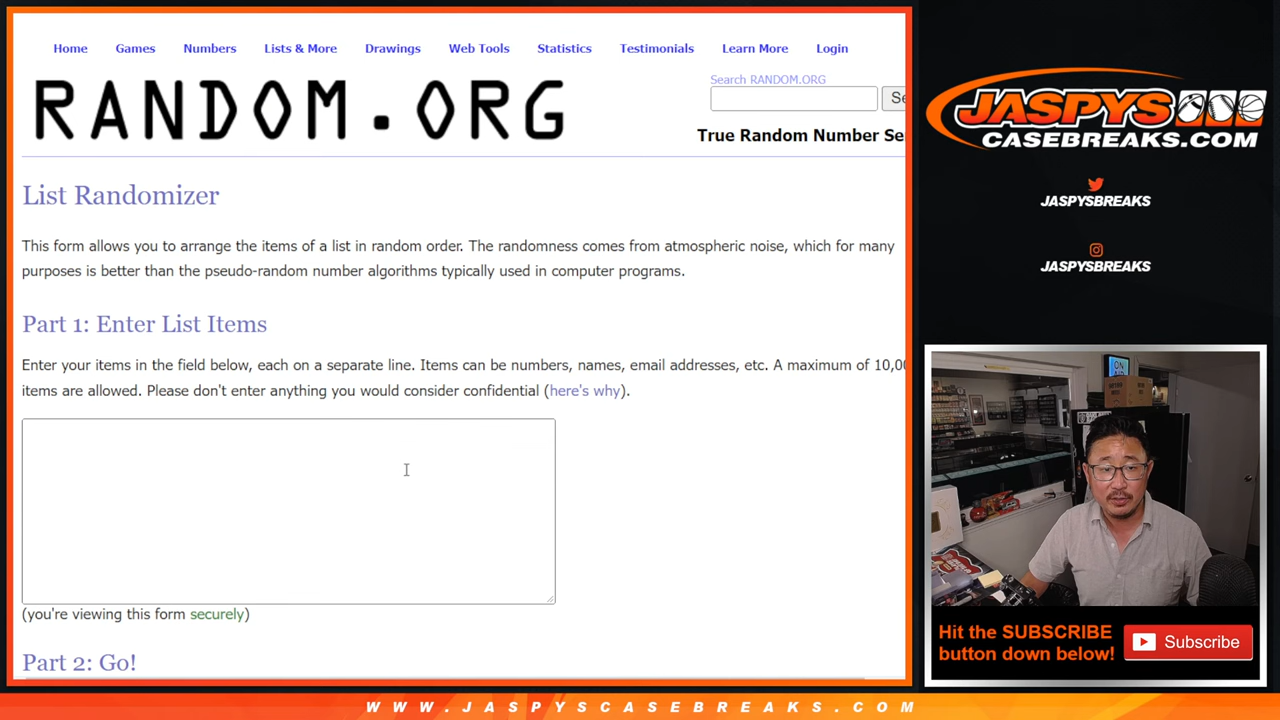 Home Games Numbers Lists & More Drawings Web Tools Statistics Testimonials Learn More Login
RANDOM.ORG
Search RANDOM.ORG
Se
True Random Number Se
List Randomizer
This form allows you to arrange the items of a list in random order. The randomness comes from atmospheric noise, which for many
purposes is better than the pseudo-random number algorithms typically used in computer programs.
Part 1: Enter List Items
Enter your items in the field below, each on a separate line. Items can be numbers, names, email addresses, etc. A maximum of 10,00
items are allowed. Please don't enter anything you would consider confidential (here's why).
(you're viewing this form securely)
Part 2: Go!
JASPYS
CASEBREAKS.COM
JASPYSBREAKS
JASPYSBREAKS
ON
Hit the SUBSCRIBE
button down below!
Subscribe
WWW.JASPYSCASEBREAKS.COM